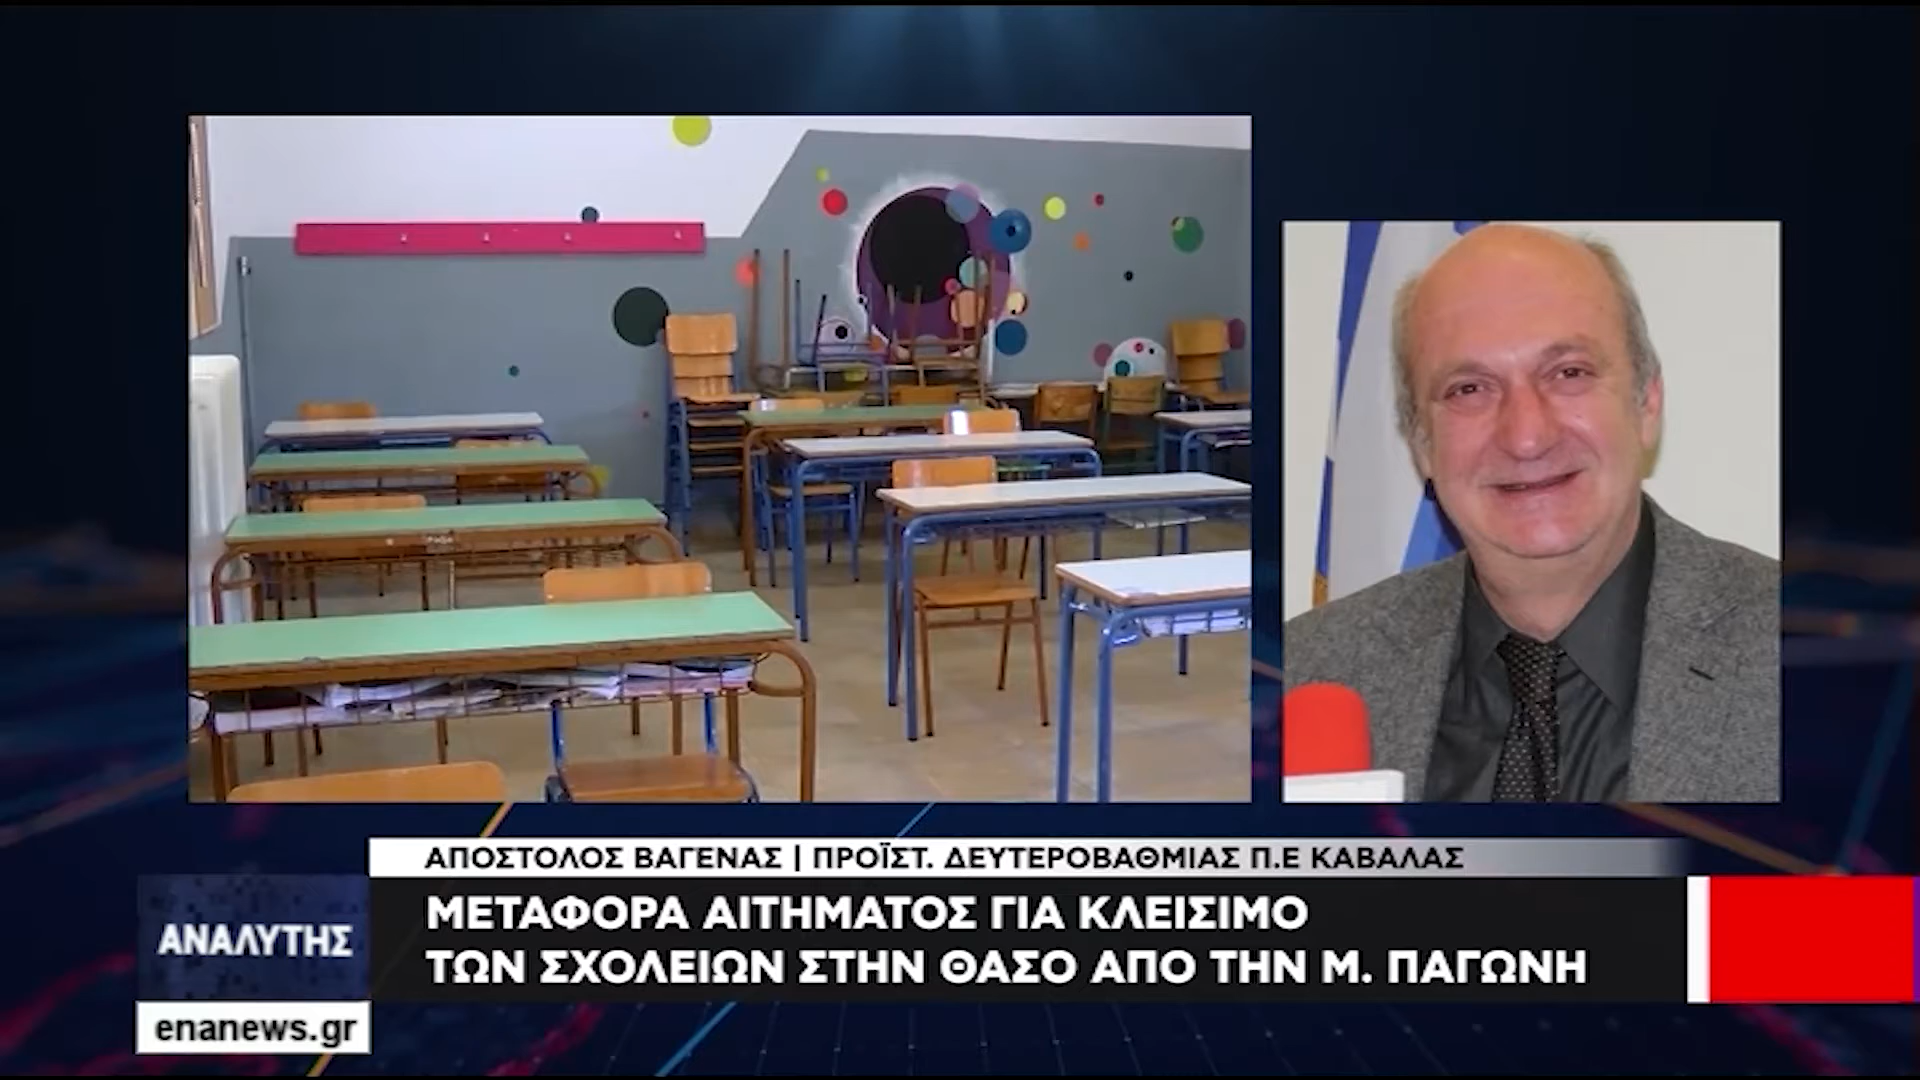 ΑΠΟΣΤΟΛΟΣ ΒΑΓΕΝΑΣ | ΠΡΟΪΣΤ. ΔΕΥΤΕΡΟΒΑΘΜΙΑΣ Π.Ε ΚΑΒΑΛΑΣ
ΜΕΤΑΦΟΡΑ ΑΙΤΗΜΑΤΟΣ ΓΙΑ ΚΛΕΙΣΙΜΟ
ΤΩΝ ΣΧΟΛΕΙΩΝ ΣΤΗΝ ΘΑΣΟ ΑΠΟ ΤΗΝ Μ. ΠΑΓΩΝΗ
ΑΝΑΛΥΤΗΣ
enanews.gr